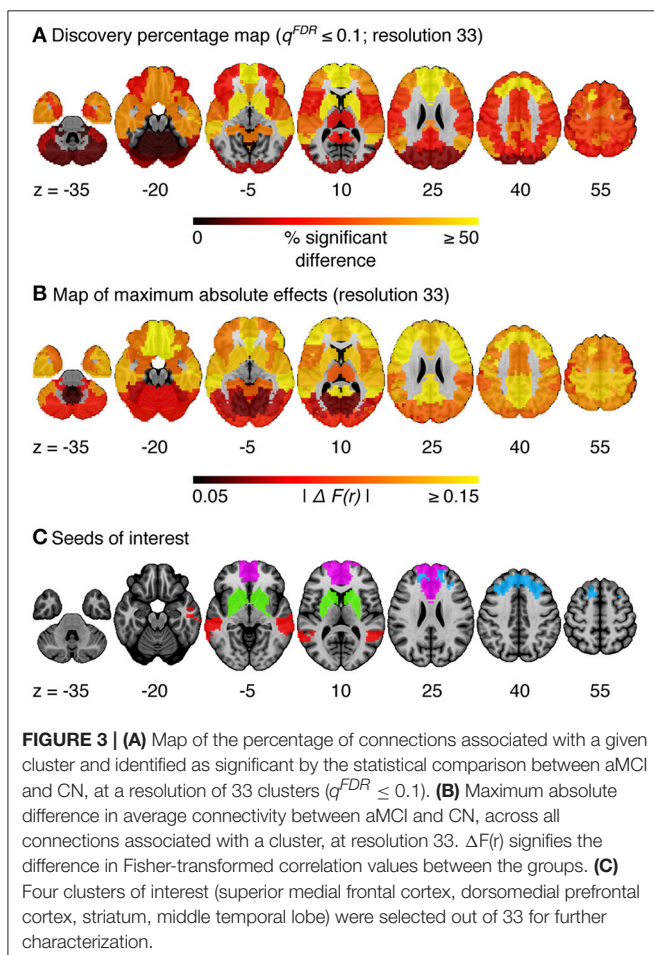 A Discovery percentage map (q^FDR ≤ 0.1; resolution 33)
z = -35 -20 -5 10 25 40 55
0 % significant difference ≥ 50
B Map of maximum absolute effects (resolution 33)
z = -35 -20 -5 10 25 40 55
0.05 | Δ F(r) | ≥ 0.15
C Seeds of interest
z = -35 -20 -5 10 25 40 55
FIGURE 3 | (A) Map of the percentage of connections associated with a given
cluster and identified as significant by the statistical comparison between aMCI
and CN, at a resolution of 33 clusters (q^FDR ≤ 0.1). (B) Maximum absolute
difference in average connectivity between aMCI and CN, across all
connections associated with a cluster, at resolution 33. ΔF(r) signifies the
difference in Fisher-transformed correlation values between the groups. (C)
Four clusters of interest (superior medial frontal cortex, dorsomedial prefrontal
cortex, striatum, middle temporal lobe) were selected out of 33 for further
characterization.